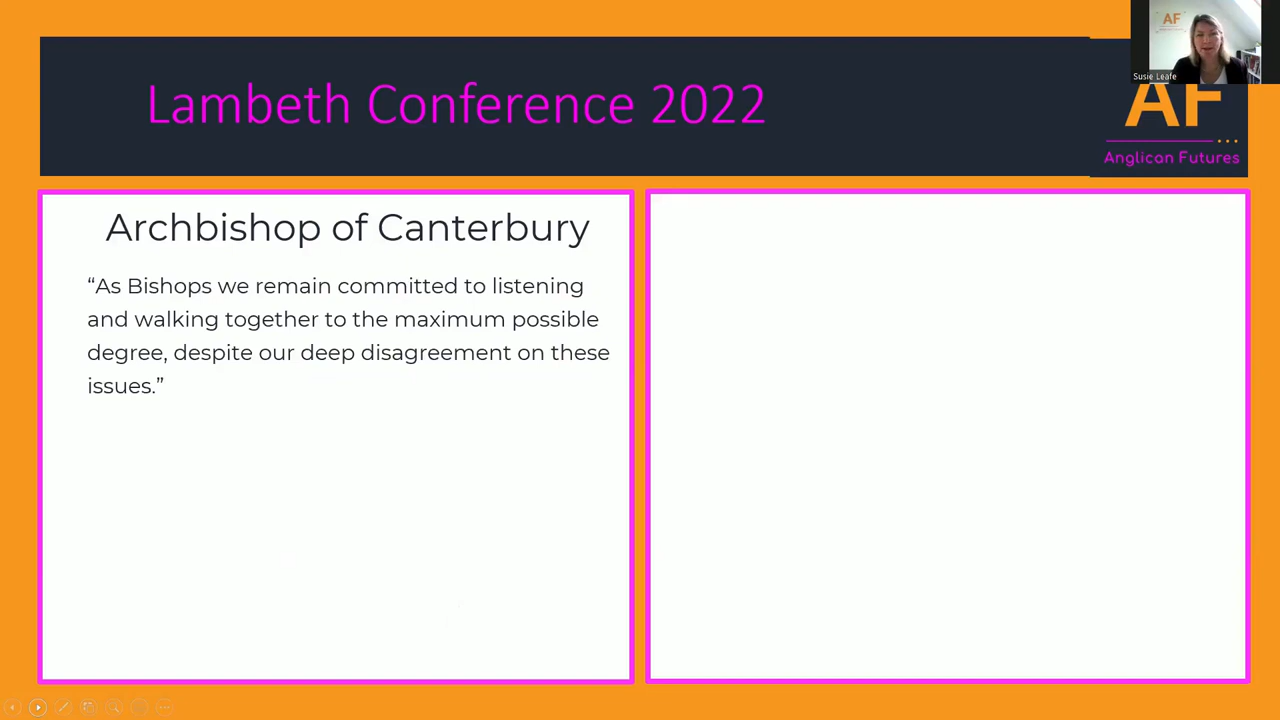 AF
Susie Leafe
Lambeth Conference 2022
AF
Anglican Futures
Archbishop of Canterbury
“As Bishops we remain committed to listening
and walking together to the maximum possible
degree, despite our deep disagreement on these
issues.”